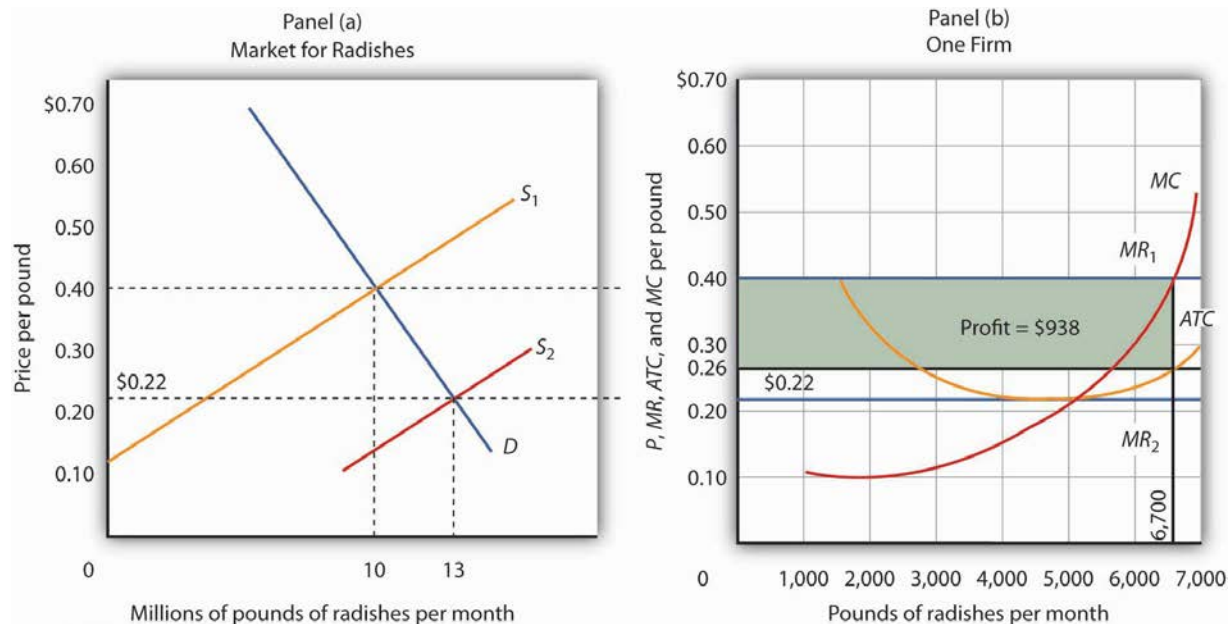 Panel (a)
Market for Radishes
Price per pound
$0.70
0.60
0.50
0.40
0.30
$0.22
0.20
0.10
0
10
13
S1
S2
D
Millions of pounds of radishes per month
Panel (b)
One Firm
P, MR, ATC, and MC per pound
$0.70
0.60
0.50
0.40
0.30
0.26
$0.22
0.20
0.10
MC
MR1
ATC
Profit = $938
MR2
6,700
0
1,000
2,000
3,000
4,000
5,000
6,000
7,000
Pounds of radishes per month